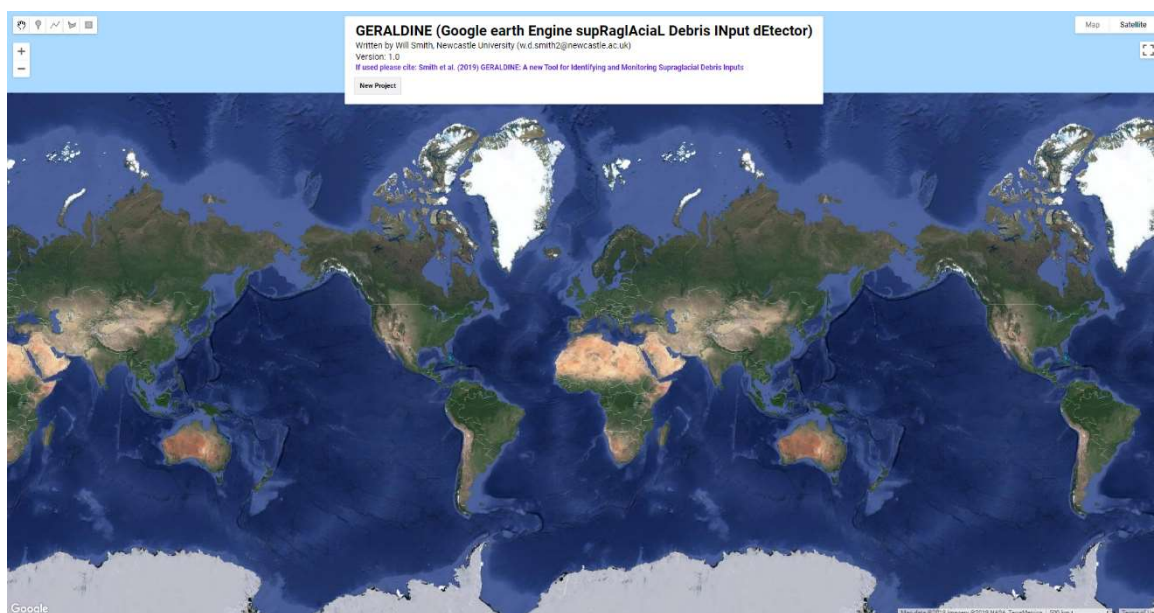 GERALDINE (Google earth Engine supRaglAciaL Debris INput dEtector)
Written by Will Smith, Newcastle University (w.d.smith2@newcastle.ac.uk)
Version: 1.0
If used please cite: Smith et al. (2019) GERALDINE: A new Tool for Identifying and Monitoring Supraglacial Debris Inputs
New Project
Map Satellite
+
−
Google